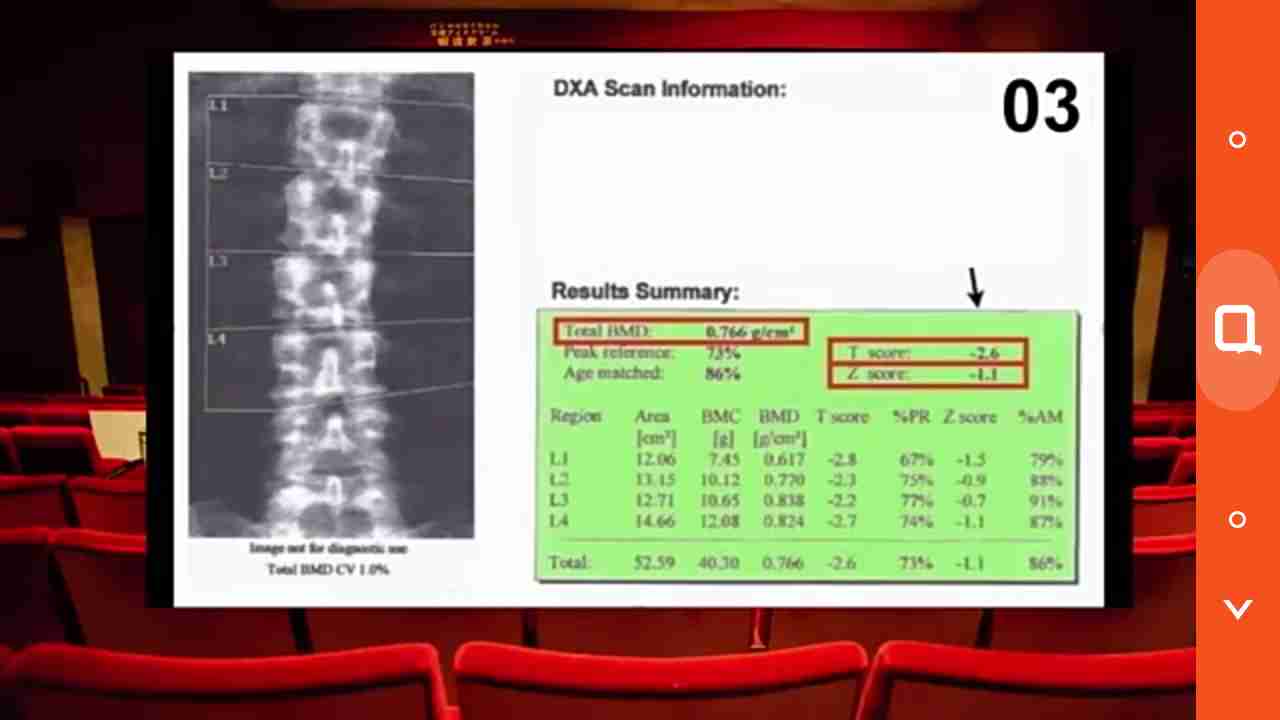 L1
L2
L3
L4
Image not for diagnostic use
Total BMD CV 1.0%
DXA Scan Information:
03
Results Summary:
Total BMD: 0.766 g/cm²
Peak reference: 73%
Age matched: 86%
T score: -2.6
Z score: -1.1
Region Area BMC BMD T score %PR Z score %AM
[cm²] [g] [g/cm²]
L1 12.06 7.45 0.617 -2.8 67% -1.5 79%
L2 13.15 10.12 0.770 -2.3 75% -0.9 88%
L3 12.71 10.65 0.838 -2.2 77% -0.7 91%
L4 14.66 12.08 0.824 -2.7 74% -1.1 87%
Total: 52.59 40.30 0.766 -2.6 73% -1.1 86%